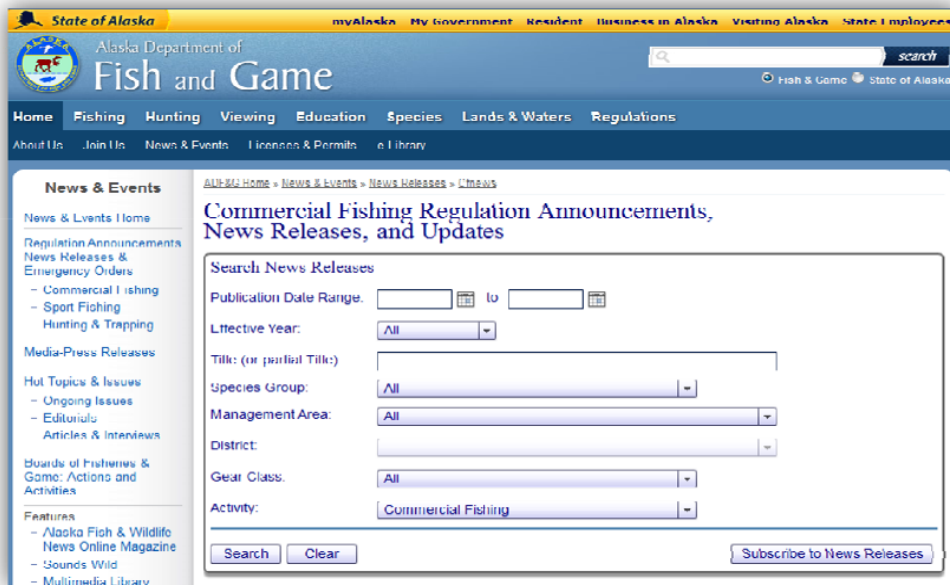 State of Alaska
myAlaska My Government Resident Business in Alaska Visiting Alaska State Employees
Alaska Department of
Fish and Game
search
Fish & Game State of Alaska
Home Fishing Hunting Viewing Education Species Lands & Waters Regulations
About Us Join Us News & Events Licenses & Permits e Library
News & Events
News & Events Home
Regulation Announcements
News Releases &
Emergency Orders
– Commercial Fishing
– Sport Fishing
Hunting & Trapping
Media-Press Releases
Hot Topics & Issues
– Ongoing Issues
– Editorials
Articles & Interviews
Boards of Fisheries &
Game: Actions and
Activities
Features
– Alaska Fish & Wildlife
News Online Magazine
– Sounds Wild
– Multimedia Library
ADF&G Home » News & Events » News Releases » Cfnews
Commercial Fishing Regulation Announcements,
News Releases, and Updates
Search News Releases
Publication Date Range: to
Effective Year: All
Title (or partial Title)
Species Group: All
Management Area: All
District:
Gear Class: All
Activity: Commercial Fishing
Search Clear Subscribe to News Releases